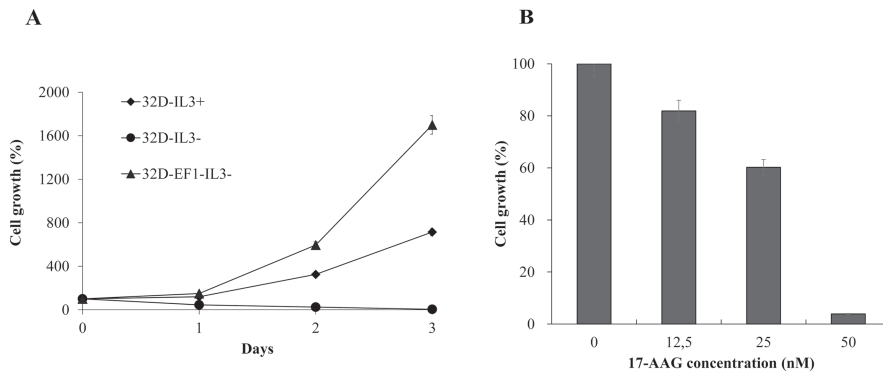 A
2000
1600
1200
800
400
0
Cell growth (%)
32D-IL3+
32D-IL3-
32D-EF1-IL3-
0 1 2 3
Days
B
100
80
60
40
20
0
Cell growth (%)
0 12,5 25 50
17-AAG concentration (nM)